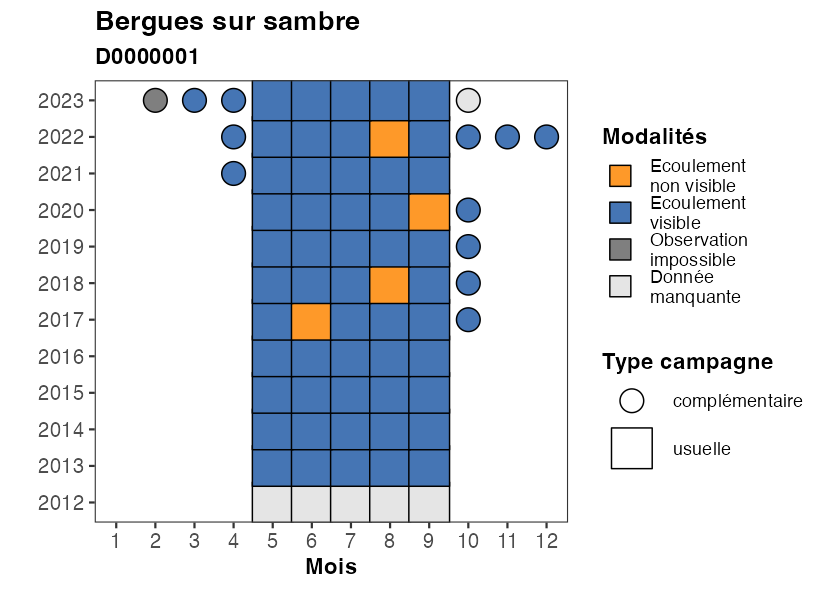 Bergues sur sambre
D0000001
2023
2022
2021
2020
2019
2018
2017
2016
2015
2014
2013
2012
1 2 3 4 5 6 7 8 9 10 11 12
Mois
Modalités
Ecoulement
non visible
Ecoulement
visible
Observation
impossible
Donnée
manquante
Type campagne
complémentaire
usuelle